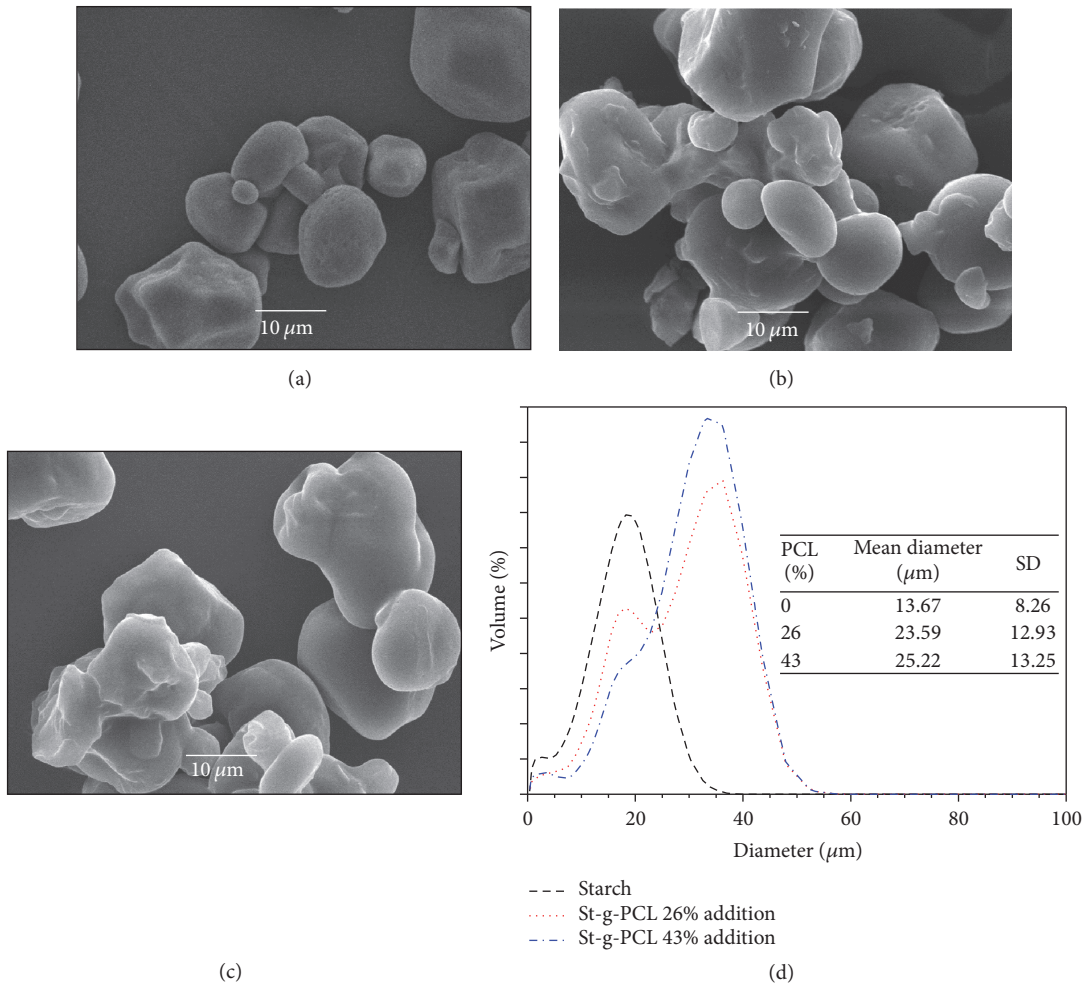 10 μm
(a)
10 μm
(b)
10 μm
(c)
Volume (%)
PCL (%)
Mean diameter (μm)
SD
0 13.67 8.26
26 23.59 12.93
43 25.22 13.25
0 20 40 60 80 100
Diameter (μm)
Starch
St-g-PCL 26% addition
St-g-PCL 43% addition
(d)